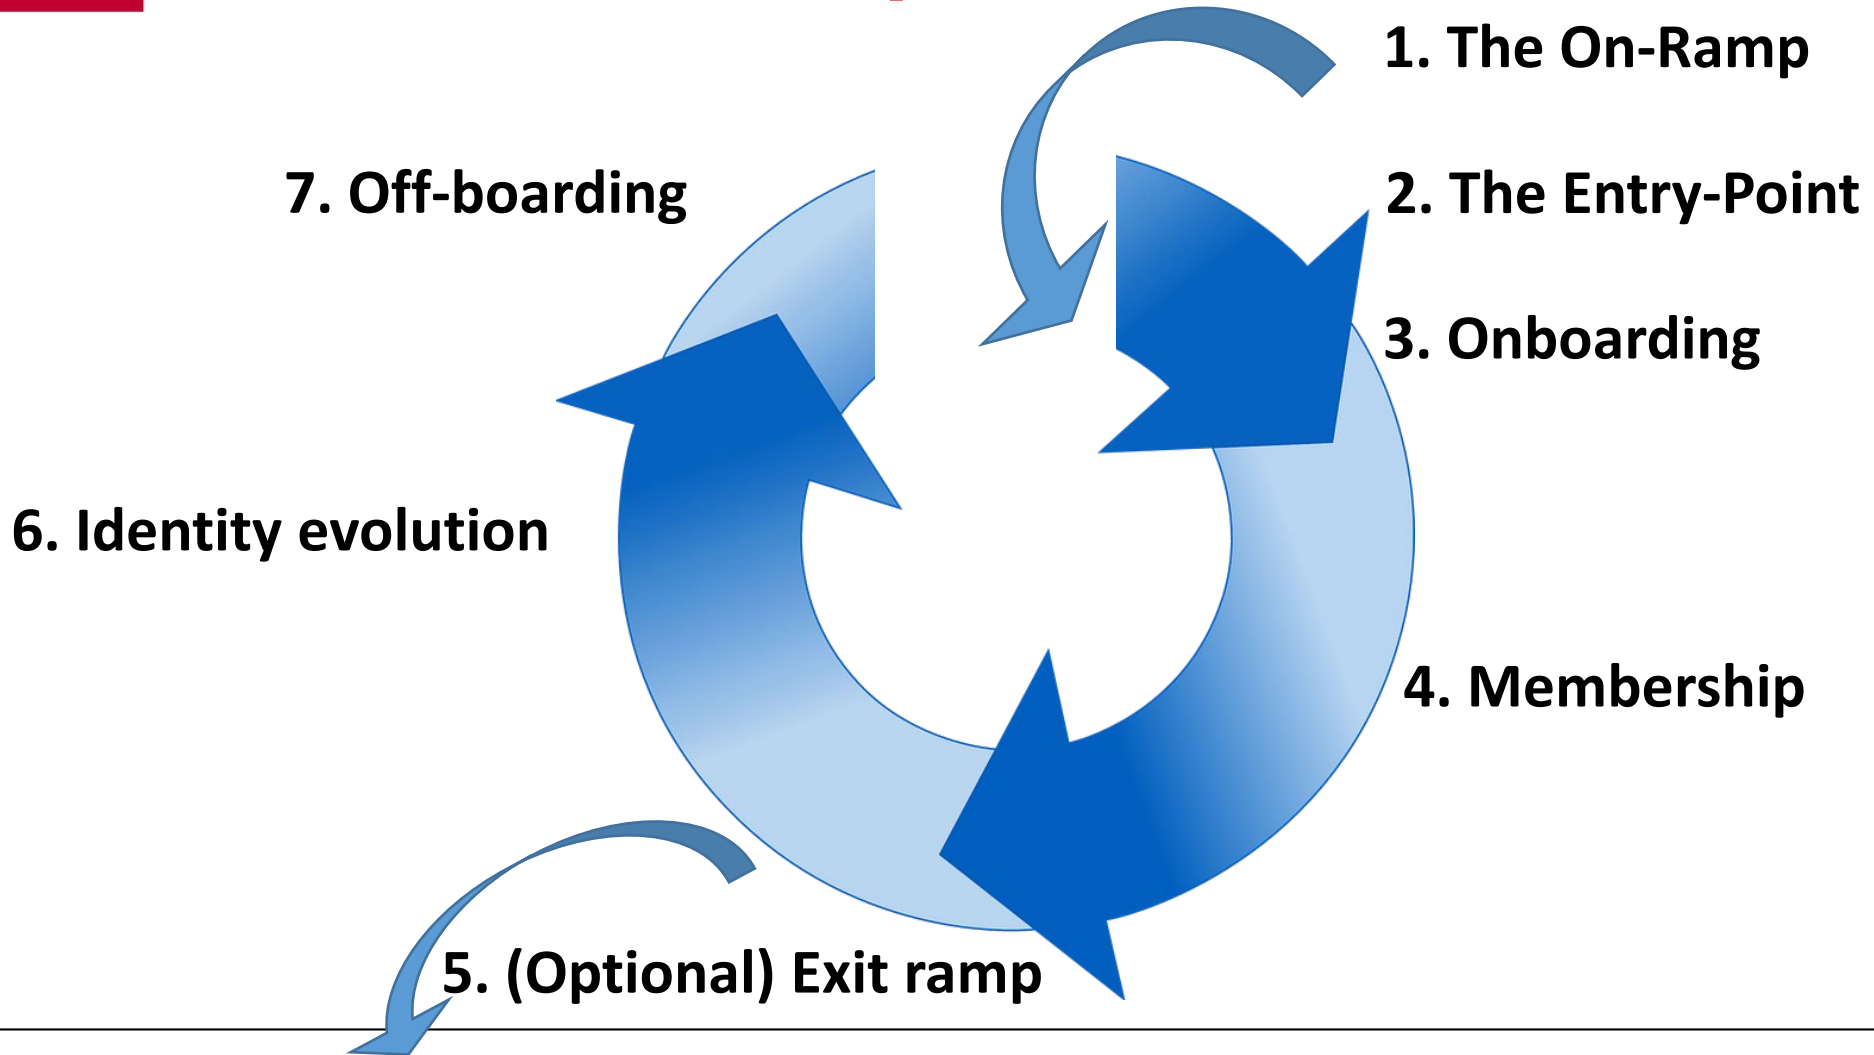 1. The On-Ramp
2. The Entry-Point
3. Onboarding
4. Membership
5. (Optional) Exit ramp
6. Identity evolution
7. Off-boarding